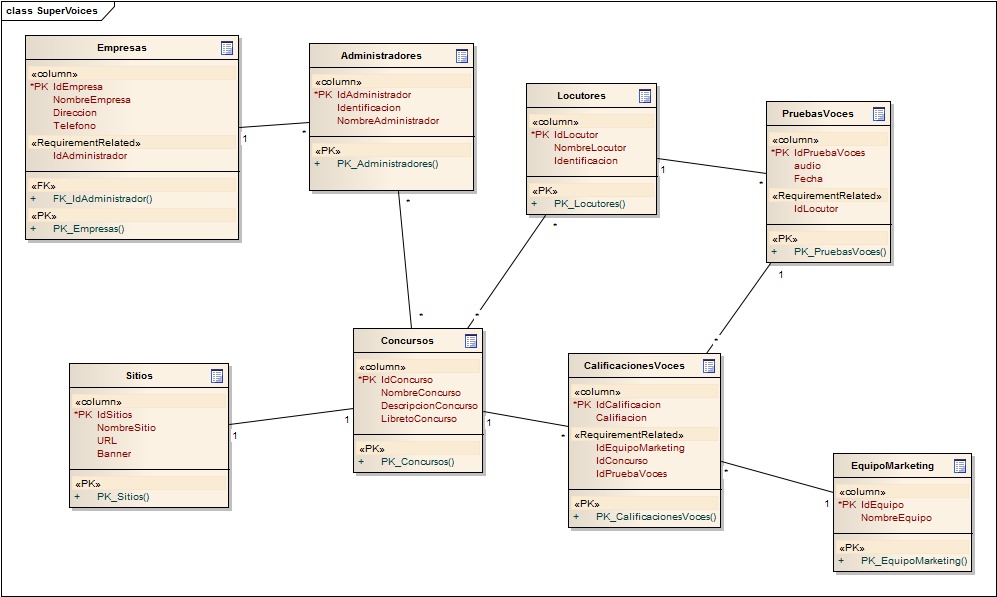 class SuperVoices
Empresas
«column»
*PK IdEmpresa
NombreEmpresa
Direccion
Telefono
«RequirementRelated»
IdAdministrador
«FK»
+ FK_IdAdministrador()
«PK»
+ PK_Empresas()
1
*
Administradores
«column»
*PK IdAdministrador
Identificacion
NombreAdministrador
«PK»
+ PK_Administradores()
*
*
Locutores
«column»
*PK IdLocutor
NombreLocutor
Identificacion
«PK»
+ PK_Locutores()
1
*
*
*
PruebasVoces
«column»
*PK IdPruebaVoces
audio
Fecha
«RequirementRelated»
IdLocutor
«PK»
+ PK_PruebasVoces()
1
*
Sitios
«column»
*PK IdSitios
NombreSitio
URL
Banner
«PK»
+ PK_Sitios()
1
1
Concursos
«column»
*PK IdConcurso
NombreConcurso
DescripcionConcurso
LibretoConcurso
«PK»
+ PK_Concursos()
1
*
CalificacionesVoces
«column»
*PK IdCalificacion
Califiacion
«RequirementRelated»
IdEquipoMarketing
IdConcurso
IdPruebaVoces
«PK»
+ PK_CalificacionesVoces()
*
1
EquipoMarketing
«column»
*PK IdEquipo
NombreEquipo
«PK»
+ PK_EquipoMarketing()